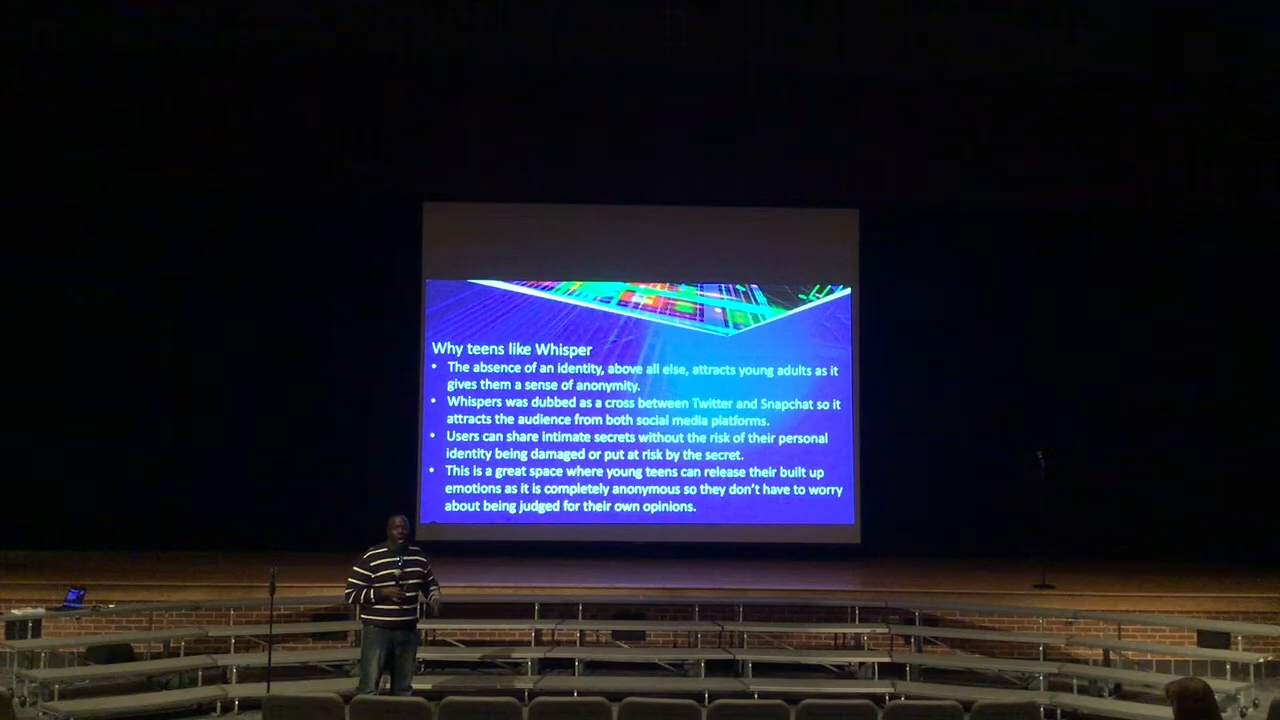 Why teens like Whisper
• The absence of an identity, above all else, attracts young adults as it
gives them a sense of anonymity.
• Whispers was dubbed as a cross between Twitter and Snapchat so it
attracts the audience from both social media platforms.
• Users can share intimate secrets without the risk of their personal
identity being damaged or put at risk by the secret.
• This is a great space where young teens can release their built up
emotions as it is completely anonymous so they don't have to worry
about being judged for their own opinions.